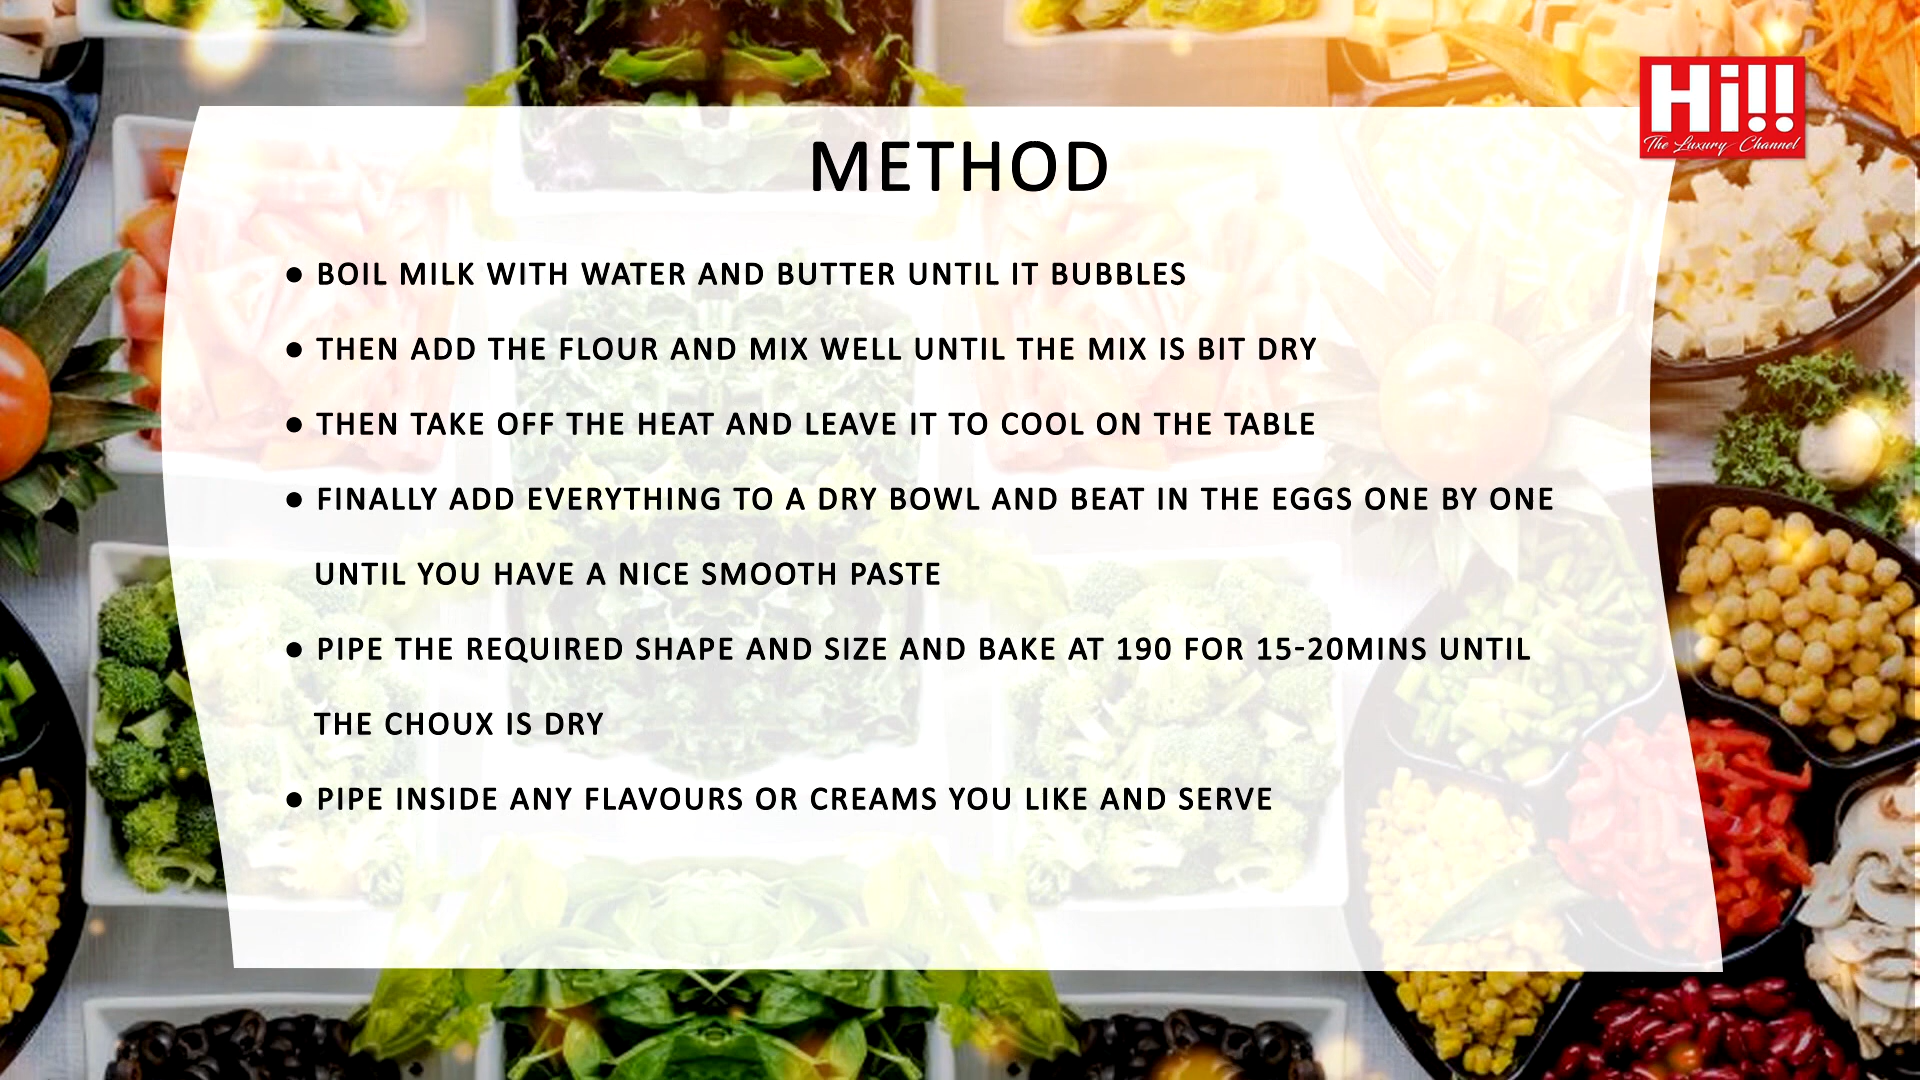 Hi!!
The Luxury Channel
METHOD
● BOIL MILK WITH WATER AND BUTTER UNTIL IT BUBBLES
● THEN ADD THE FLOUR AND MIX WELL UNTIL THE MIX IS BIT DRY
● THEN TAKE OFF THE HEAT AND LEAVE IT TO COOL ON THE TABLE
● FINALLY ADD EVERYTHING TO A DRY BOWL AND BEAT IN THE EGGS ONE BY ONE
UNTIL YOU HAVE A NICE SMOOTH PASTE
● PIPE THE REQUIRED SHAPE AND SIZE AND BAKE AT 190 FOR 15-20MINS UNTIL
THE CHOUX IS DRY
● PIPE INSIDE ANY FLAVOURS OR CREAMS YOU LIKE AND SERVE